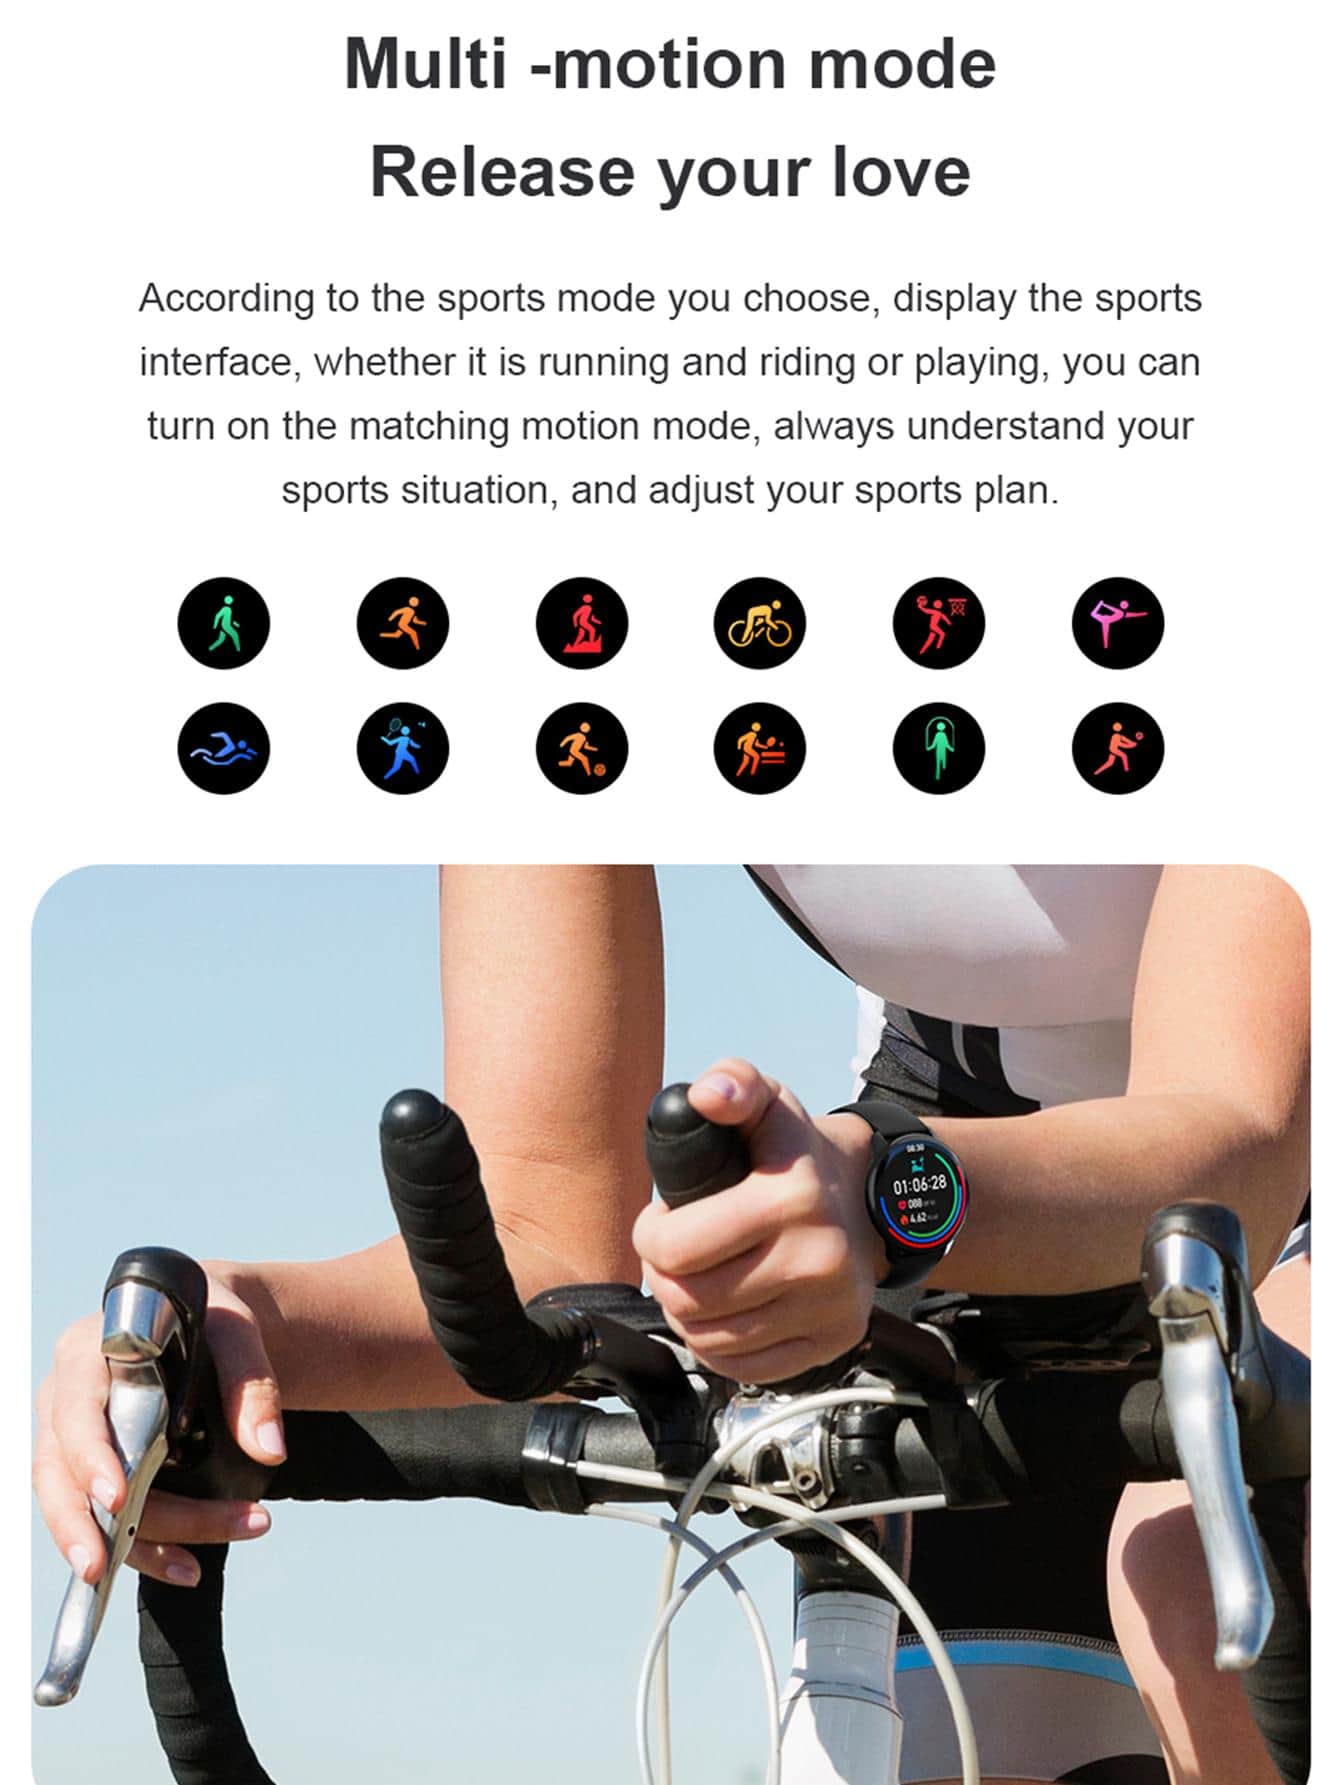 Multi -motion mode
Release your love
According to the sports mode you choose, display the sports
interface, whether it is running and riding or playing, you can
turn on the matching motion mode, always understand your
sports situation, and adjust your sports plan.
08:30
01:06:28
088
4.62 kcal